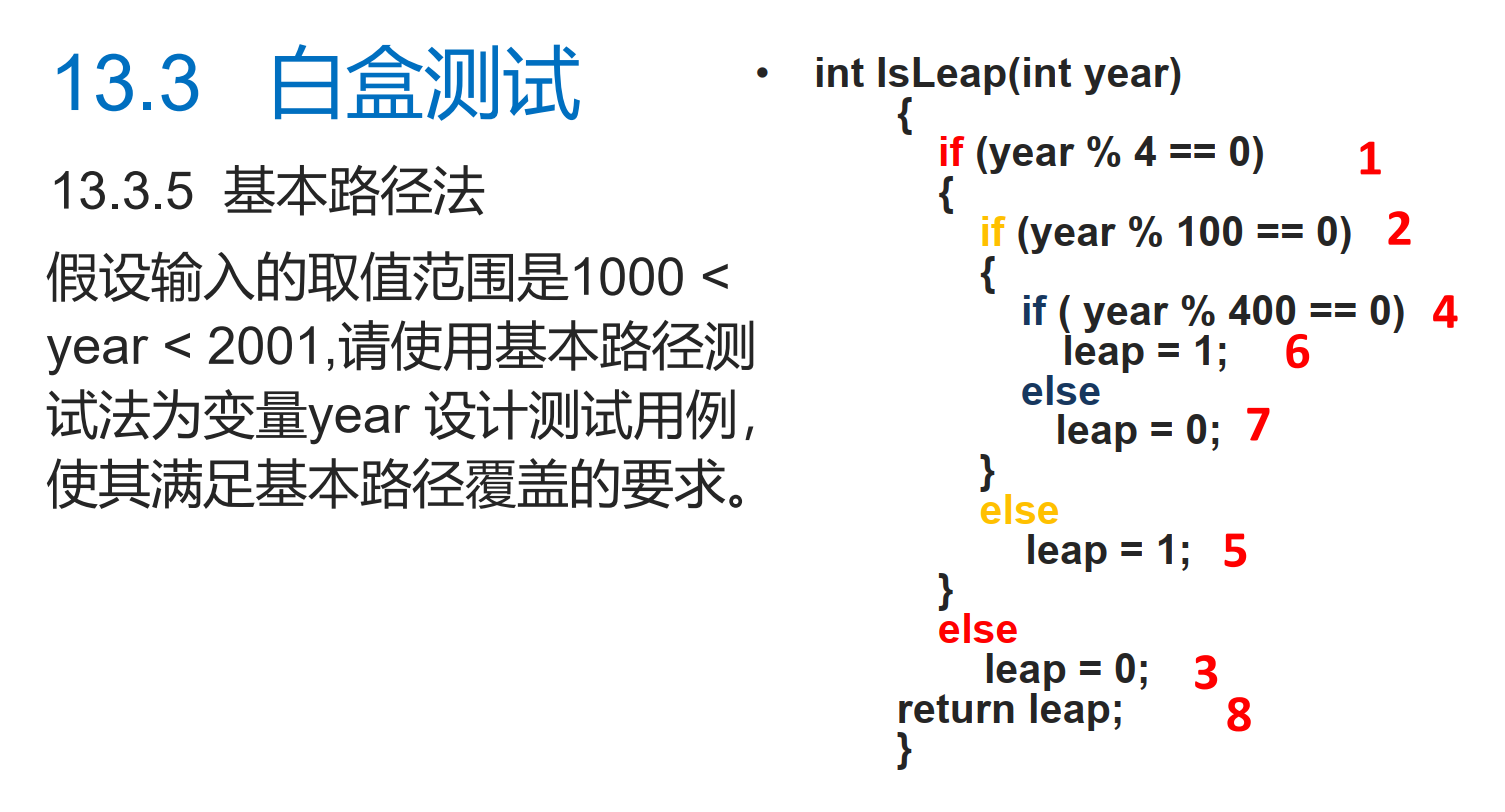 13.3 白盒测试
13.3.5 基本路径法
假设输入的取值范围是1000 <
year < 2001,请使用基本路径测
试法为变量year 设计测试用例，
使其满足基本路径覆盖的要求。
• int IsLeap(int year)
{
if (year % 4 == 0) 1
{
if (year % 100 == 0) 2
{
if ( year % 400 == 0) 4
leap = 1; 6
else
leap = 0; 7
}
else
leap = 1; 5
}
else
leap = 0; 3
return leap; 8
}